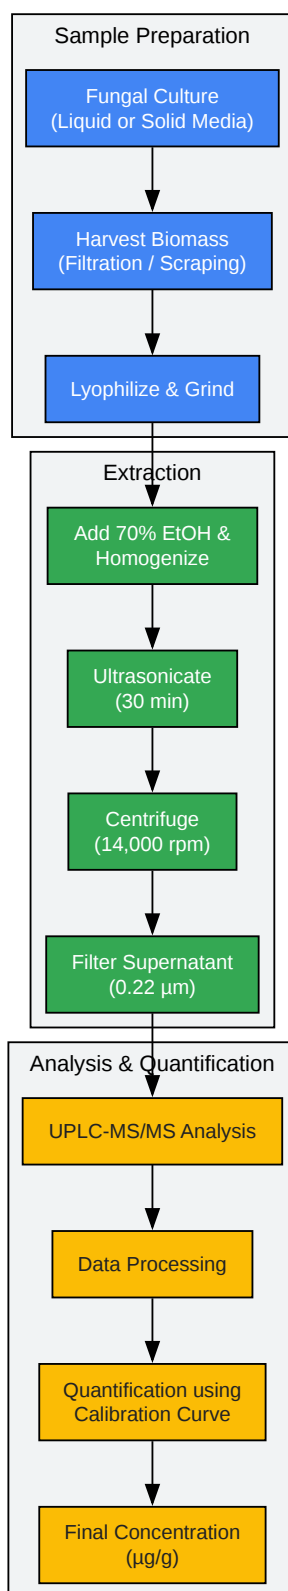 Sample Preparation
Fungal Culture
(Liquid or Solid Media)
Harvest Biomass
(Filtration / Scraping)
Lyophilize & Grind
Extraction
Add 70% EtOH &
Homogenize
Ultrasonicate
(30 min)
Centrifuge
(14,000 rpm)
Filter Supernatant
(0.22 µm)
Analysis & Quantification
UPLC-MS/MS Analysis
Data Processing
Quantification using
Calibration Curve
Final Concentration
(µg/g)